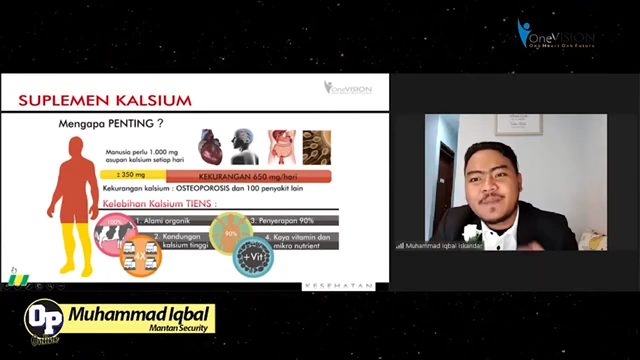 OneVISION
One Heart One Future
OneVISION
SUPLEMEN KALSIUM
Mengapa PENTING ?
Manusia perlu 1.000 mg
asupan kalsium setiap hari
± 350 mg
KEKURANGAN 650 mg/hari
Kekurangan kalsium : OSTEOPOROSIS dan 100 penyakit lain
Kelebihan Kalsium TIENS :
100%
1. Alami organik
90%
3. Penyerapan 90%
4X
2. Kandungan
kalsium tinggi
+Vit
4. Kaya vitamin dan
mikro nutrient
KESEHATAN
Muhammad Iqbal Iskandar
Op
Muhammad Iqbal
Mantan Security